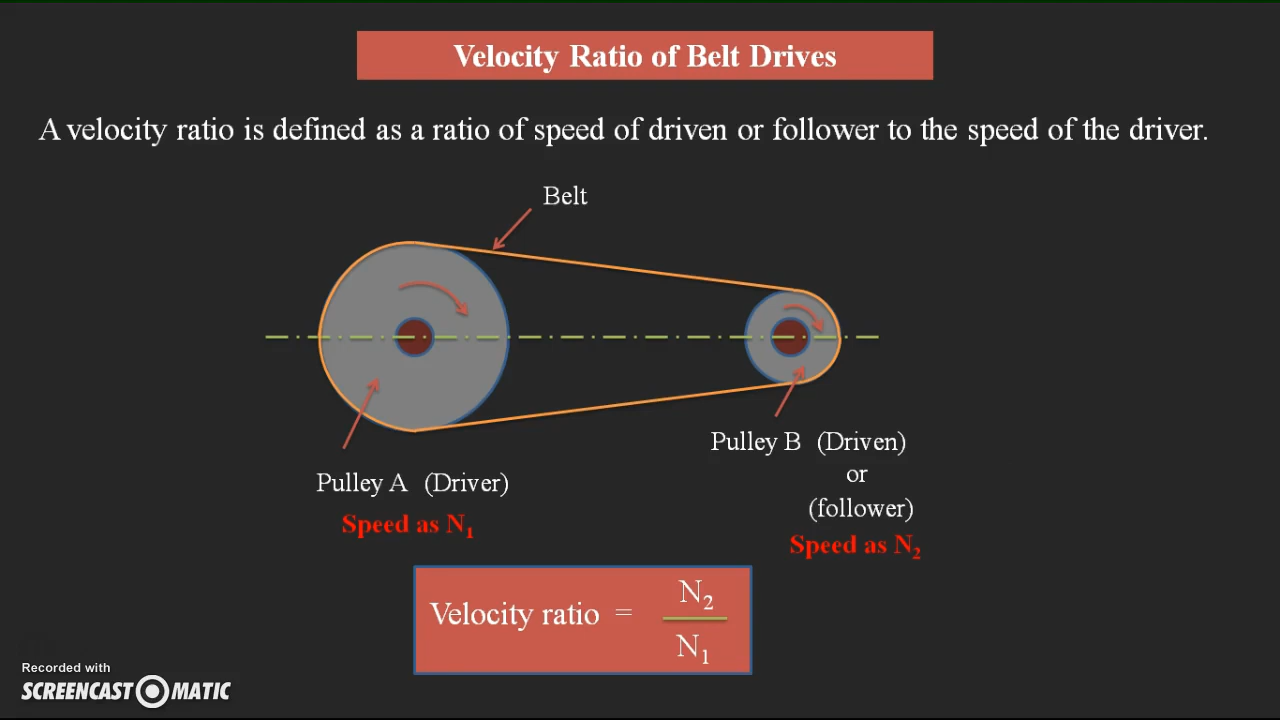 Velocity Ratio of Belt Drives
A velocity ratio is defined as a ratio of speed of driven or follower to the speed of the driver.
Belt
Pulley A (Driver)
Speed as N₁
Pulley B (Driven)
or
(follower)
Speed as N₂
Velocity ratio =
N₂
N₁
Recorded with
SCREENCAST MATIC